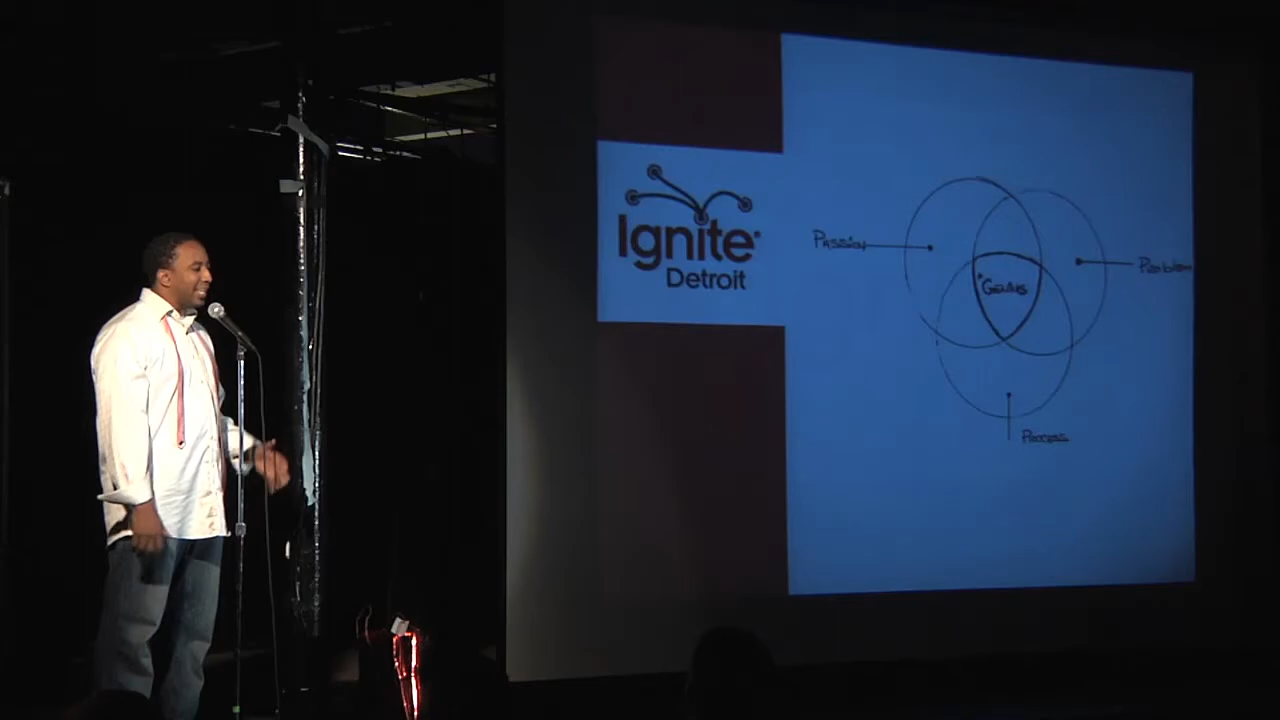 Ignite
Detroit
Passion
Problem
Genius
Process